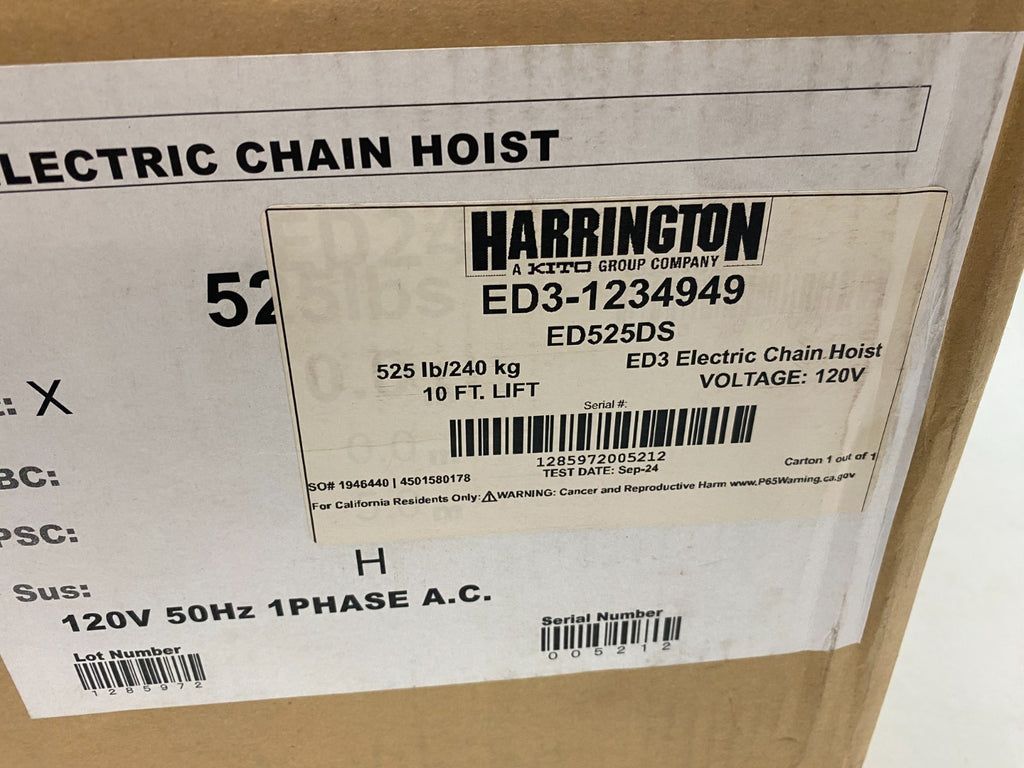 LECTRIC CHAIN HOIST
HARRINGTON
A KITO GROUP COMPANY
ED3-1234949
ED525DS
525 lb/240 kg
ED3 Electric Chain Hoist
10 FT. LIFT
VOLTAGE: 120V
Serial #:
1285972005212
TEST DATE: Sep-24
Carton 1 out of 1
SO# 1946440 | 4501580178
For California Residents Only: ⚠WARNING: Cancer and Reproductive Harm www.P65Warning.ca.gov
525lbs
: X
BC:
PSC:
H
Sus:
120V 50Hz 1PHASE A.C.
Lot Number
1285972
Serial Number
005212